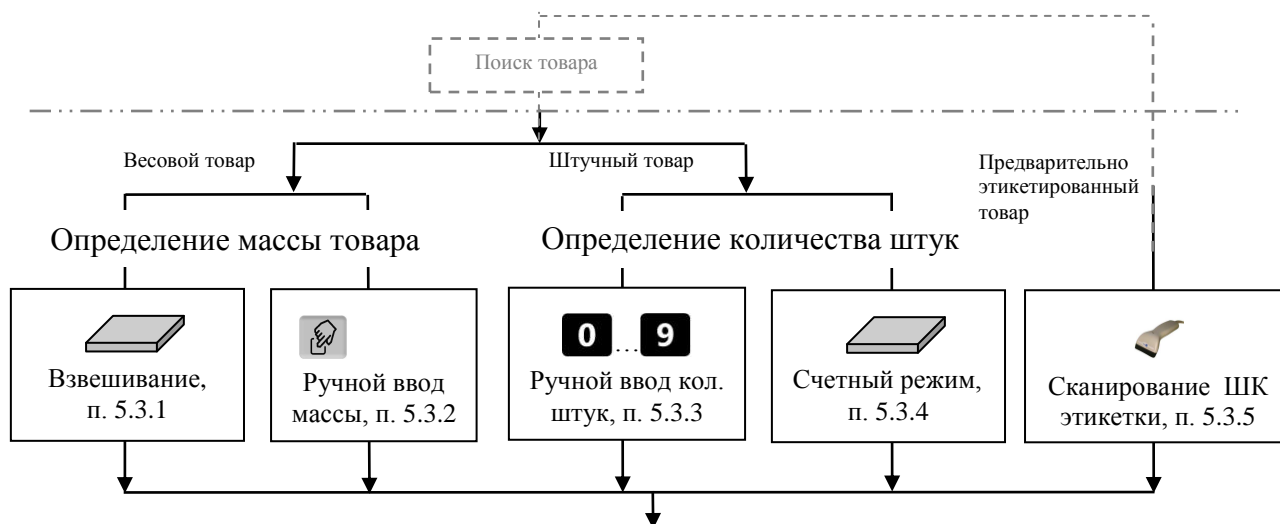 Поиск товара
Весовой товар
Штучный товар
Предварительно
этикетированный
товар
Определение массы товара
Определение количества штук
Взвешивание,
п. 5.3.1
Ручной ввод
массы, п. 5.3.2
0 ... 9
Ручной ввод кол.
штук, п. 5.3.3
Счетный режим,
п. 5.3.4
Сканирование ШК
этикетки, п. 5.3.5